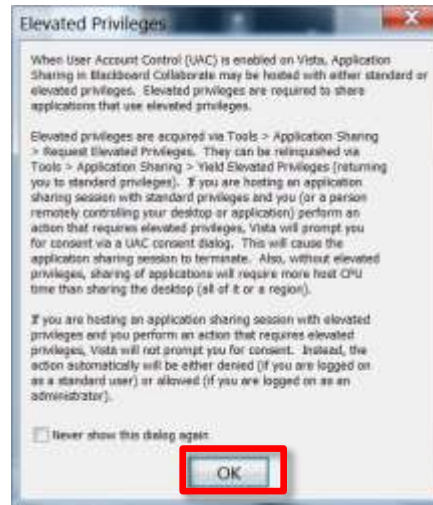 Elevated Privileges
When User Account Control (UAC) is enabled on Vista, Application
Sharing in Blackboard Collaborate may be hosted with either standard or
elevated privileges. Elevated privileges are required to share
applications that use elevated privileges.
Elevated privileges are acquired via Tools > Application Sharing
> Request Elevated Privileges. They can be relinquished via
Tools > Application Sharing > Yield Elevated Privileges (returning
you to standard privileges). If you are hosting an application
sharing session with standard privileges and you (or a person
remotely controlling your desktop or application) perform an
action that requires elevated privileges, Vista will prompt you
for consent via a UAC consent dialog. This will cause the
application sharing session to terminate. Also, without elevated
privileges, sharing of applications will require more host CPU
time than sharing the desktop (all of it or a region).
If you are hosting an application sharing session with elevated
privileges and you perform an action that requires elevated
privileges, Vista will not prompt you for consent. Instead, the
action automatically will be either denied (if you are logged on
as a standard user) or allowed (if you are logged on as an
administrator).
Never show this dialog again
OK